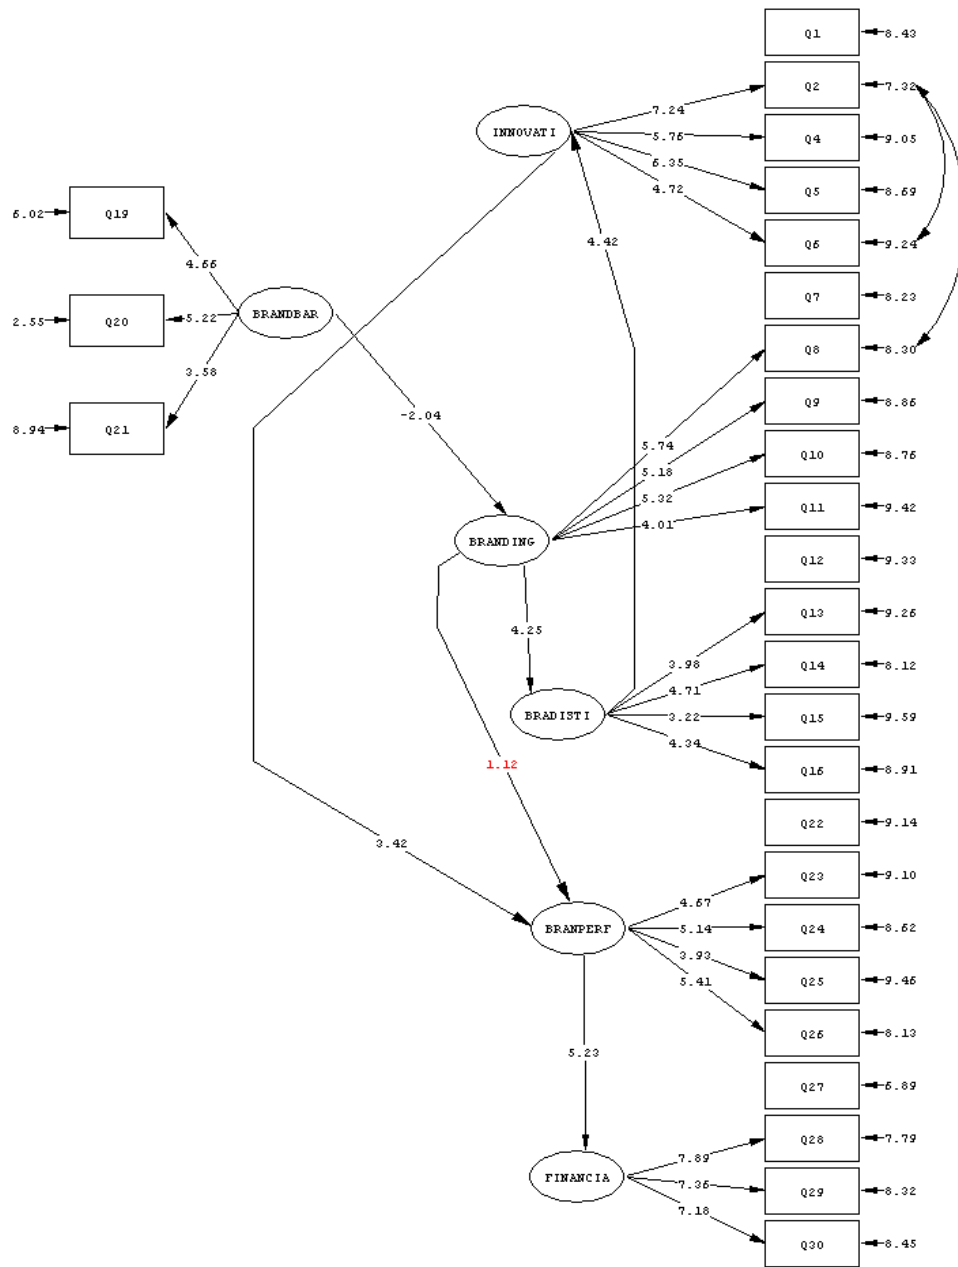 Q1 8.43
Q2 7.32
7.24
INNOVATI
5.76
Q4 9.05
6.35
4.72
Q5 8.69
6.02 Q19
4.42
Q6 9.24
4.66
Q7 8.23
BRANDBAR
2.55 Q20
5.22
Q8 8.30
3.58
Q9 8.86
-2.04
8.94 Q21
5.74
Q10 8.76
5.18
5.32
Q11 9.42
4.01
BRANDING
Q12 9.33
Q13 9.26
4.25
3.98
Q14 8.12
4.71
BRADISTI
3.22
Q15 9.59
4.34
1.12
Q16 8.91
Q22 9.14
3.42
Q23 9.10
4.67
BRANPERF
5.14
Q24 8.62
3.93
5.41
Q25 9.46
Q26 8.13
5.23
Q27 6.89
Q28 7.79
7.89
FINANCIA
7.36
Q29 8.32
7.18
Q30 8.45